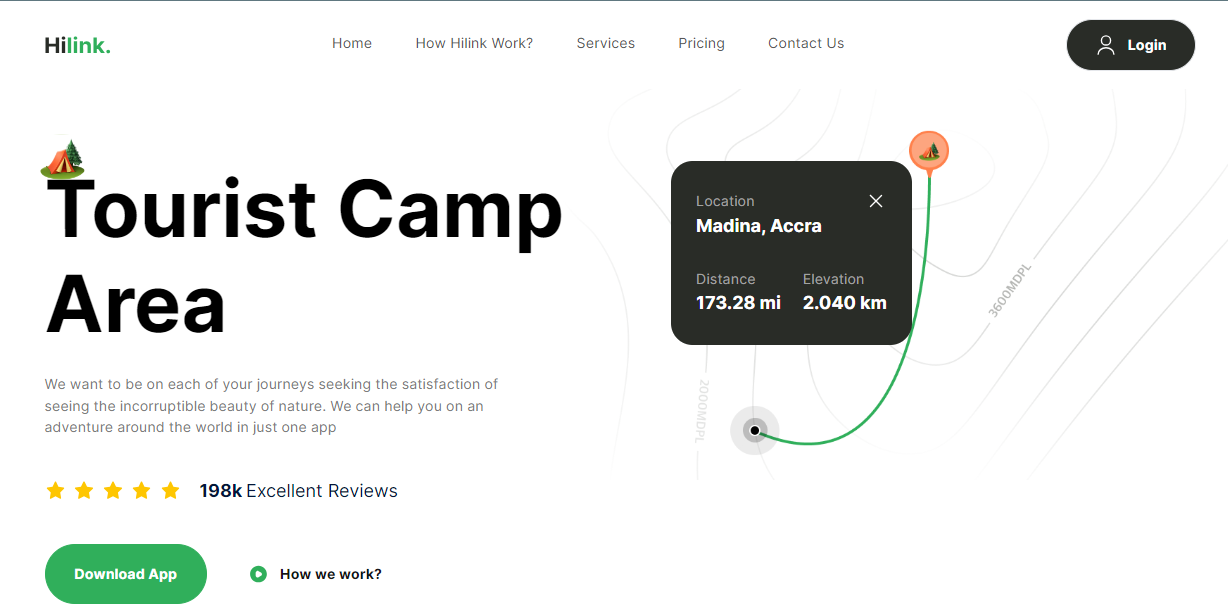 Hilink.
Home How Hilink Work? Services Pricing Contact Us
Login
Tourist Camp
Area
We want to be on each of your journeys seeking the satisfaction of
seeing the incorruptible beauty of nature. We can help you on an
adventure around the world in just one app
198k Excellent Reviews
Download App
How we work?
Location
Madina, Accra
Distance Elevation
173.28 mi 2.040 km
3600MDPL
2000MDPL